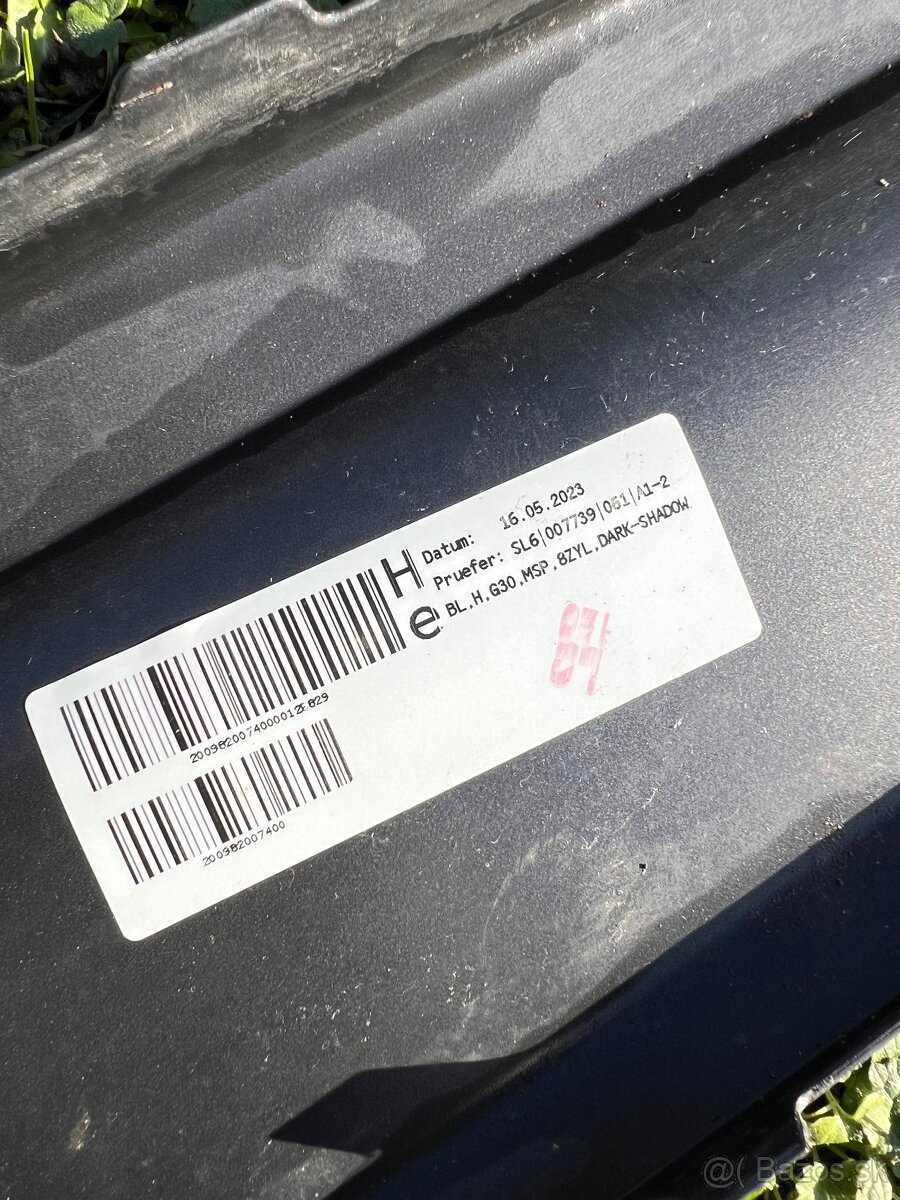 Datum: 16.05.2023
Pruefer: SL6|007739|061|A1-2
BL,H,G30,MSP,8ZYL,DARK-SHADOW
H
e
2009820074000012F829
200982007400
@( Bazos.sk